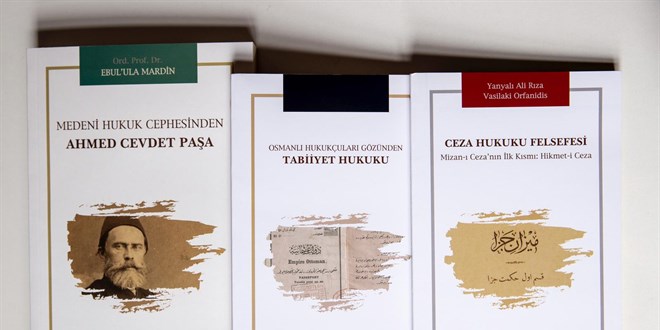 Ord. Prof. Dr.
EBUL'ULA MARDİN
MEDENİ HUKUK CEPHESİNDEN
AHMED CEVDET PAŞA
OSMANLI HUKUKÇULARI GÖZÜNDEN
TABİİYET HUKUKU
Empire Ottoman
PASSEPORT
Yanyalı Ali Rıza
Vasilaki Orfanidis
CEZA HUKUKU FELSEFESİ
Mizan-ı Ceza'nın İlk Kısmı: Hikmet-i Ceza
ميزان جزا
قسم اول حكمت جزا